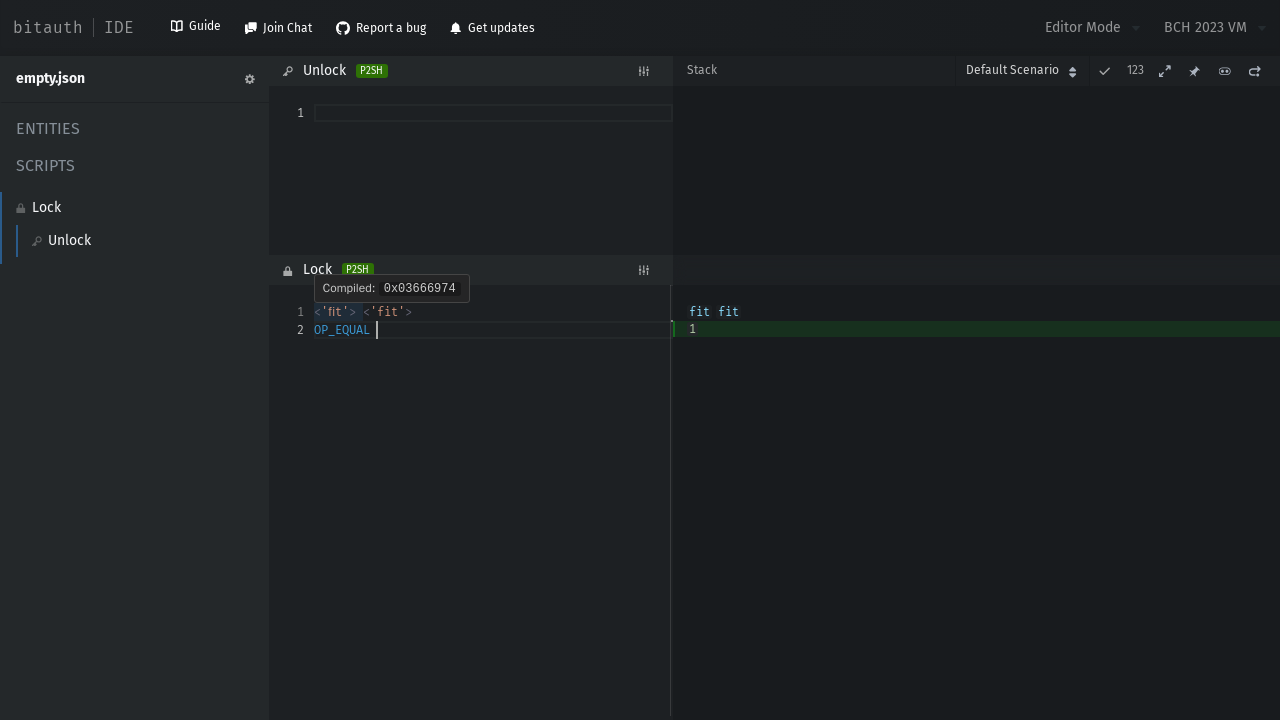 bitauth | IDE Guide Join Chat Report a bug Get updates Editor Mode BCH 2023 VM
empty.json
ENTITIES
SCRIPTS
Lock
Unlock
Unlock P2SH
1
Stack Default Scenario 123
Lock P2SH
Compiled: 0x03666974
1 <'fit'> <'fit'>
2 OP_EQUAL
fit fit
1